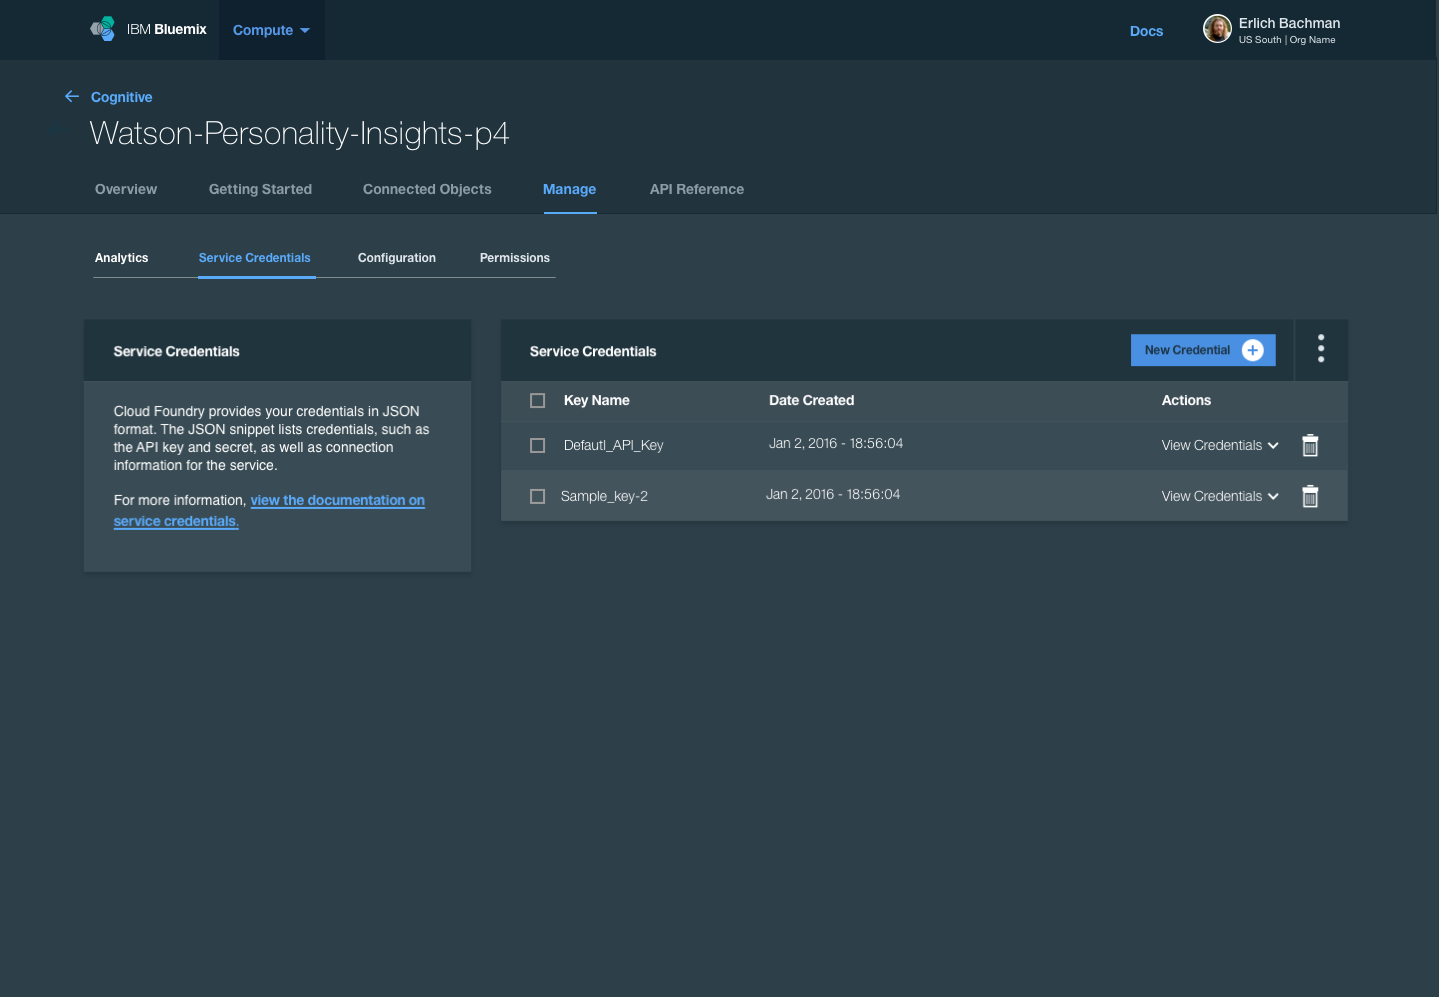 IBM Bluemix
Compute
Docs
Erlich Bachman
US South | Org Name
Cognitive
Watson-Personality-Insights-p4
Overview
Getting Started
Connected Objects
Manage
API Reference
Analytics
Service Credentials
Configuration
Permissions
Service Credentials
Cloud Foundry provides your credentials in JSON
format. The JSON snippet lists credentials, such as
the API key and secret, as well as connection
information for the service.
For more information, view the documentation on
service credentials.
Service Credentials
New Credential
Key Name
Date Created
Actions
Defautl_API_Key
Jan 2, 2016 - 18:56:04
View Credentials
Sample_key-2
Jan 2, 2016 - 18:56:04
View Credentials